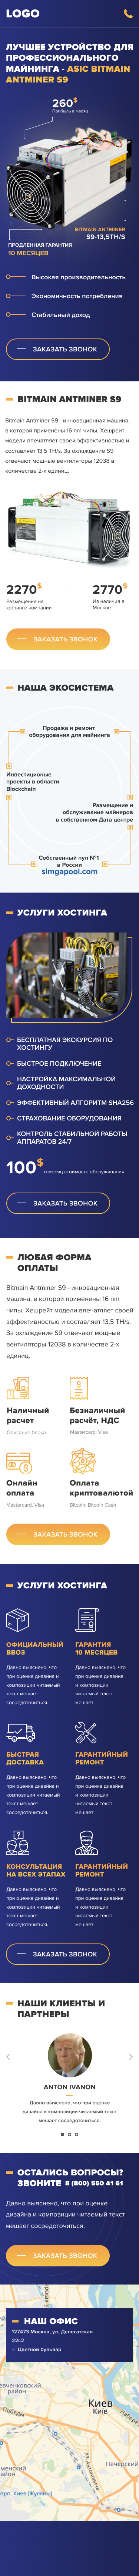 LOGO
ЛУЧШЕЕ УСТРОЙСТВО ДЛЯ
ПРОФЕССИОНАЛЬНОГО
МАЙНИНГА - ASIC BITMAIN
ANTMINER S9
260$
Прибыль в месяц
BITMAIN ANTMINER
S9-13,5TH/S
ПРОДЛЕННАЯ ГАРАНТИЯ
10 МЕСЯЦЕВ
Высокая производительность
Экономичность потребления
Стабильный доход
ЗАКАЗАТЬ ЗВОНОК
BITMAIN ANTMINER S9
Bitmain Antminer S9 - инновационная машина,
в которой применены 16 nm чипы. Хешрейт
модели впечатляет своей эффективностью и
составляет 13.5 TH/s. За охлаждение S9
отвечают мощные вентиляторы 12038 в
количестве 2-х единиц.
2270$
Размещение на
хостинге компании
2770$
Из наличия в
Москве
ЗАКАЗАТЬ ЗВОНОК
НАША ЭКОСИСТЕМА
Продажа и ремонт
оборудования для майнинга
Инвестиционые
проекты в области
Blockchain
Размещение и
обслуживание майнеров
в собственном Дата центре
Собственный пул №1
в России
simgapool.com
УСЛУГИ ХОСТИНГА
БЕСПЛАТНАЯ ЭКСКУРСИЯ ПО
ХОСТИНГУ
БЫСТРОЕ ПОДКЛЮЧЕНИЕ
НАСТРОЙКА МАКСИМАЛЬНОЙ
ДОХОДНОСТИ
ЭФФЕКТИВНЫЙ АЛГОРИТМ SHA256
СТРАХОВАНИЕ ОБОРУДОВАНИЯ
КОНТРОЛЬ СТАБИЛЬНОЙ РАБОТЫ
АППАРАТОВ 24/7
100$ в месяц стоимость обслуживания
ЗАКАЗАТЬ ЗВОНОК
ЛЮБАЯ ФОРМА
ОПЛАТЫ
Bitmain Antminer S9 - инновационная
машина, в которой применены 16 nm
чипы. Хешрейт модели впечатляет своей
эффективностью и составляет 13.5 TH/s.
За охлаждение S9 отвечают мощные
вентиляторы 12038 в количестве 2-х
единиц.
Наличный
расчет
Описание блока
Безналичный
расчёт, НДС
Mastercard, Visa
Онлайн
оплата
Mastercard, Visa
Оплата
криптовалютой
Bitcoin, Bitcoin Cash
ЗАКАЗАТЬ ЗВОНОК
УСЛУГИ ХОСТИНГА
ОФИЦИАЛЬНЫЙ
ВВОЗ
Давно выяснено, что
при оценке дизайна и
композиции читаемый
текст мешает
сосредоточиться.
ГАРАНТИЯ
10 МЕСЯЦЕВ
Давно выяснено, что
при оценке дизайна
и композиции
читаемый текст
мешает
БЫСТРАЯ
ДОСТАВКА
Давно выяснено, что
при оценке дизайна и
композиции читаемый
текст мешает
сосредоточиться.
ГАРАНТИЙНЫЙ
РЕМОНТ
Давно выяснено, что
при оценке дизайна
и композиции
читаемый текст
мешает
КОНСУЛЬТАЦИЯ
НА ВСЕХ ЭТАПАХ
Давно выяснено, что
при оценке дизайна и
композиции читаемый
текст мешает
сосредоточиться.
ГАРАНТИЙНЫЙ
РЕМОНТ
Давно выяснено, что
при оценке дизайна
и композиции
читаемый текст
мешает
ЗАКАЗАТЬ ЗВОНОК
НАШИ КЛИЕНТЫ И
ПАРТНЕРЫ
ANTON IVANON
Давно выяснено, что при оценке
дизайна и композиции читаемый текст
мешает сосредоточиться.
ОСТАЛИСЬ ВОПРОСЫ?
ЗВОНИТЕ 8 (800) 550 41 61
Давно выяснено, что при оценке
дизайна и композиции читаемый текст
мешает сосредоточиться.
ЗАКАЗАТЬ ЗВОНОК
НАШ ОФИС
127473 Москва, ул. Делегатская
22с2
Цветной бульвар
район
Победы
Киев
Київ
Печерский